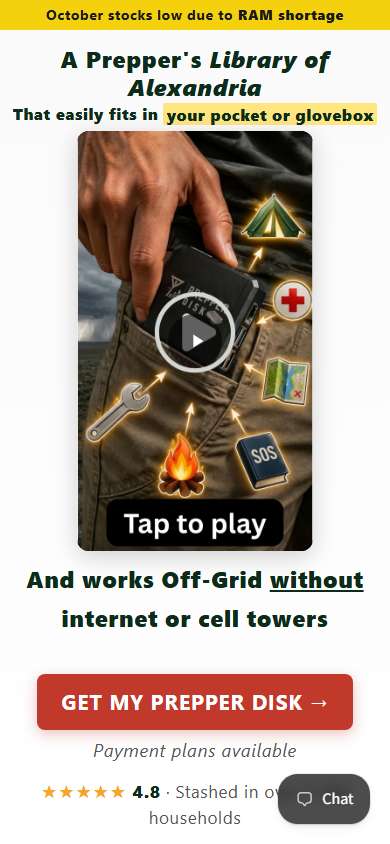 October stocks low due to RAM shortage
A Prepper's Library of
Alexandria
That easily fits in your pocket or glovebox
PREPPER
DISK
SOS
Tap to play
And works Off-Grid without
internet or cell towers
GET MY PREPPER DISK →
Payment plans available
★★★★★ 4.8 · Stashed in
households
Chat